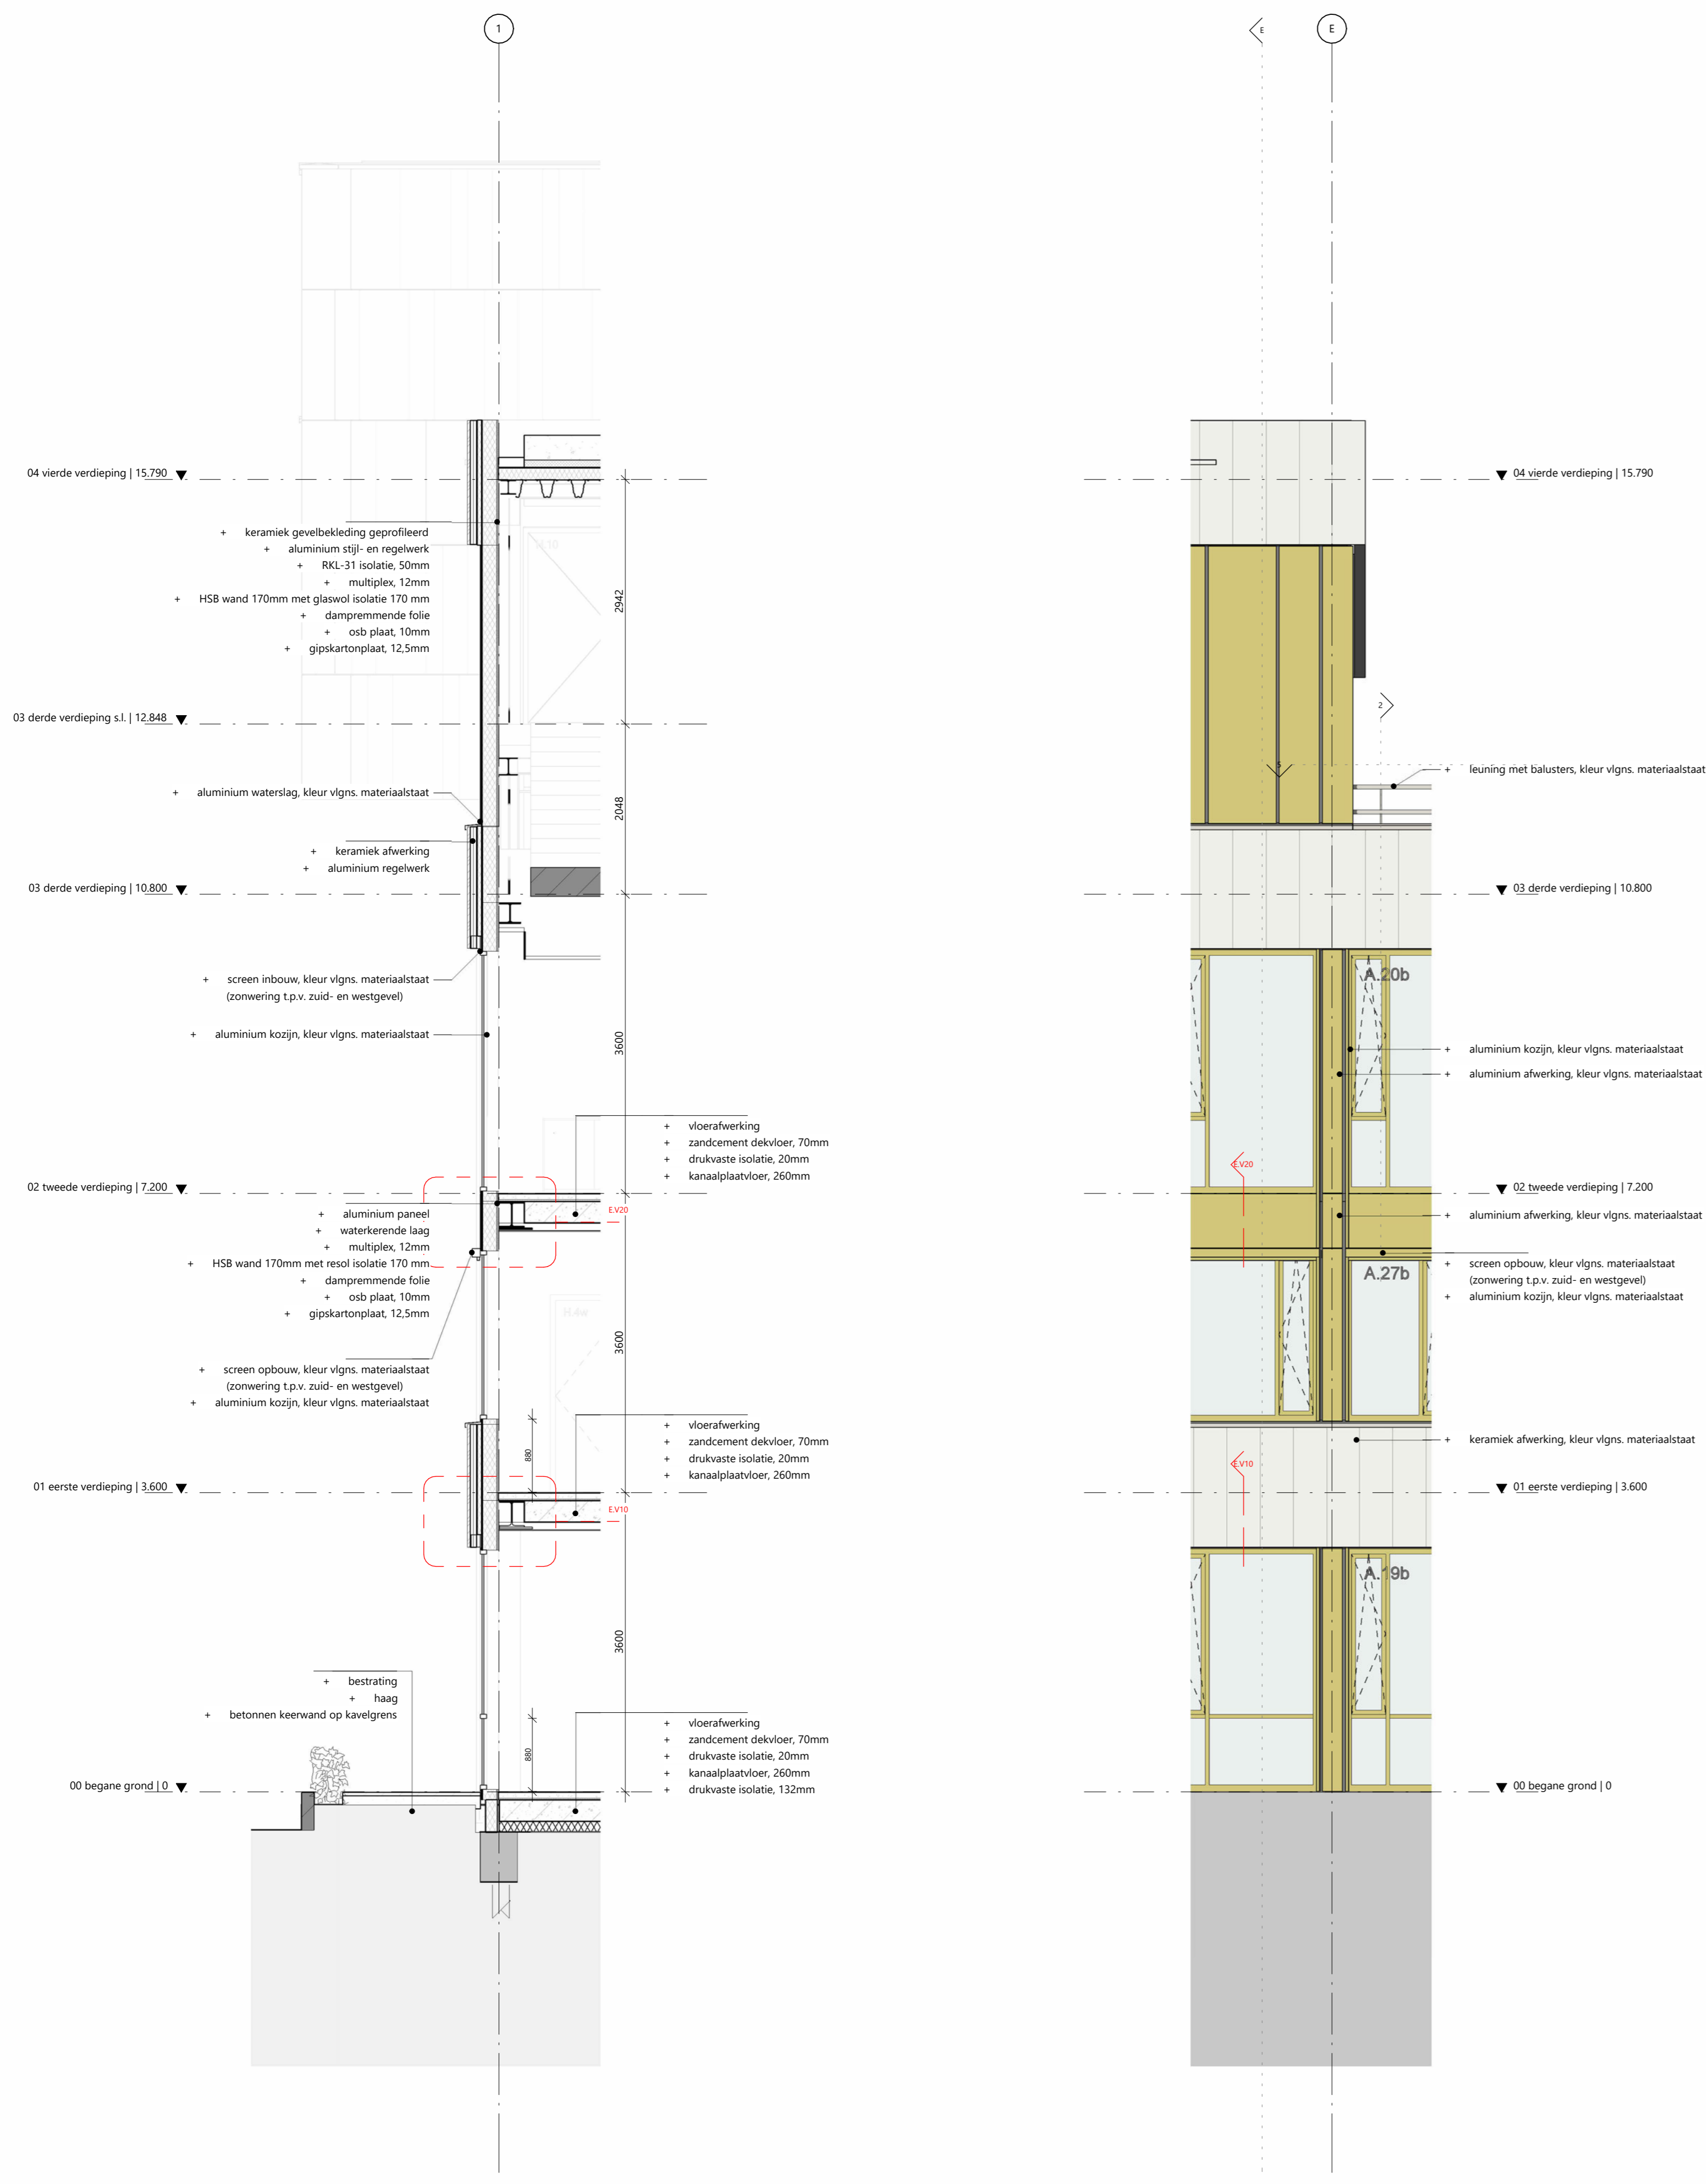 1
E
E
04 vierde verdieping | 15.790
04 vierde verdieping | 15.790
+ keramiek gevelbekleding geprofileerd
+ aluminium stijl- en regelwerk
+ RKL-31 isolatie, 50mm
+ multiplex, 12mm
+ HSB wand 170mm met glaswol isolatie 170 mm
+ dampremmende folie
+ osb plaat, 10mm
+ gipskartonplaat, 12,5mm
2942
03 derde verdieping s.l. | 12.848
2
S
+ leuning met balusters, kleur vlgns. materiaalstaat
+ aluminium waterslag, kleur vlgns. materiaalstaat
2048
+ keramiek afwerking
+ aluminium regelwerk
03 derde verdieping | 10.800
03 derde verdieping | 10.800
+ screen inbouw, kleur vlgns. materiaalstaat
(zonwering t.p.v. zuid- en westgevel)
A.20b
+ aluminium kozijn, kleur vlgns. materiaalstaat
3600
+ aluminium kozijn, kleur vlgns. materiaalstaat
+ aluminium afwerking, kleur vlgns. materiaalstaat
+ vloerafwerking
+ zandcement dekvloer, 70mm
+ drukvaste isolatie, 20mm
+ kanaalplaatvloer, 260mm
E.V20
02 tweede verdieping | 7.200
02 tweede verdieping | 7.200
E.V20
+ aluminium paneel
+ waterkerende laag
+ multiplex, 12mm
+ HSB wand 170mm met resol isolatie 170 mm
+ dampremmende folie
+ osb plaat, 10mm
+ gipskartonplaat, 12,5mm
+ aluminium afwerking, kleur vlgns. materiaalstaat
+ screen opbouw, kleur vlgns. materiaalstaat
(zonwering t.p.v. zuid- en westgevel)
+ aluminium kozijn, kleur vlgns. materiaalstaat
A.27b
3600
+ screen opbouw, kleur vlgns. materiaalstaat
(zonwering t.p.v. zuid- en westgevel)
+ aluminium kozijn, kleur vlgns. materiaalstaat
+ vloerafwerking
+ zandcement dekvloer, 70mm
+ drukvaste isolatie, 20mm
+ kanaalplaatvloer, 260mm
880
+ keramiek afwerking, kleur vlgns. materiaalstaat
E.V10
01 eerste verdieping | 3.600
01 eerste verdieping | 3.600
E.V10
A.19b
3600
+ bestrating
+ haag
+ betonnen keerwand op kavelgrens
+ vloerafwerking
+ zandcement dekvloer, 70mm
+ drukvaste isolatie, 20mm
+ kanaalplaatvloer, 260mm
+ drukvaste isolatie, 132mm
880
00 begane grond | 0
00 begane grond | 0